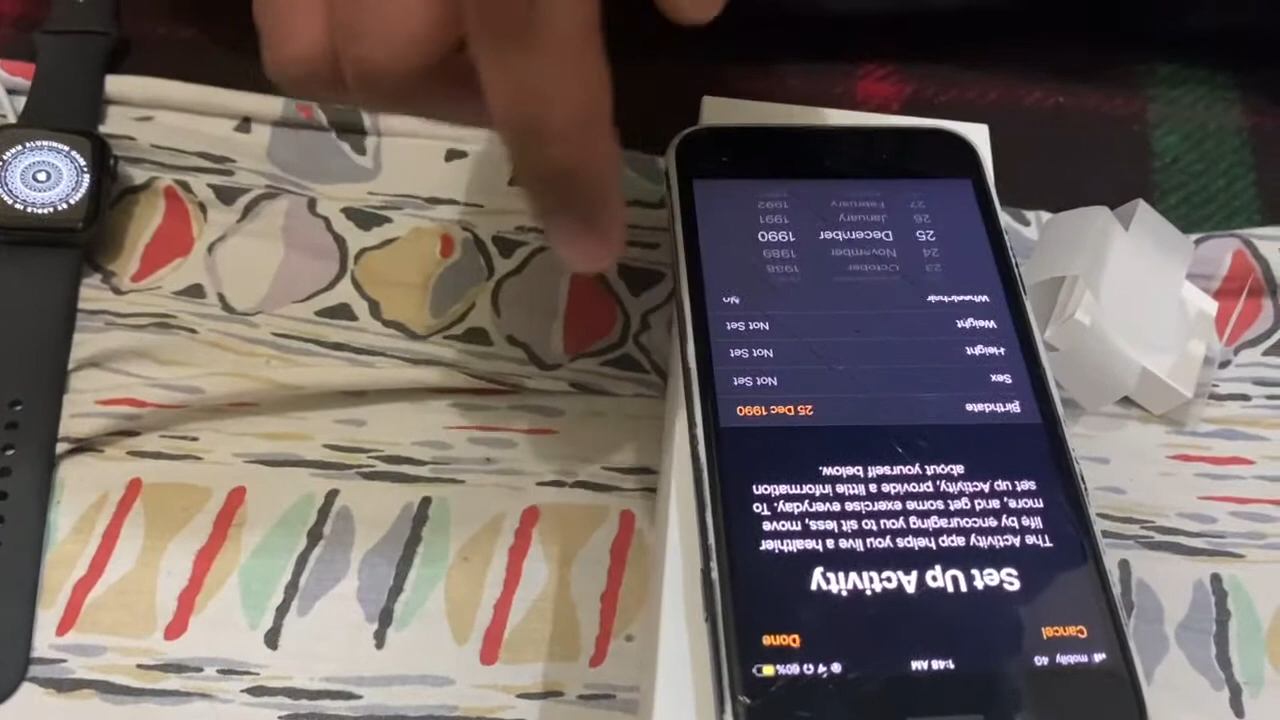 mobily 4G 1:48 AM 60%
Cancel Done
Set Up Activity
The Activity app helps you live a healthier
life by encouraging you to sit less, move
more, and get some exercise everyday. To
set up Activity, provide a little information
about yourself below.
Birthdate 25 Dec 1990
Sex Not Set
Height Not Set
Weight Not Set
Wheelchair No
23 October 1988
24 November 1989
25 December 1990
26 January 1991
27 February 1992